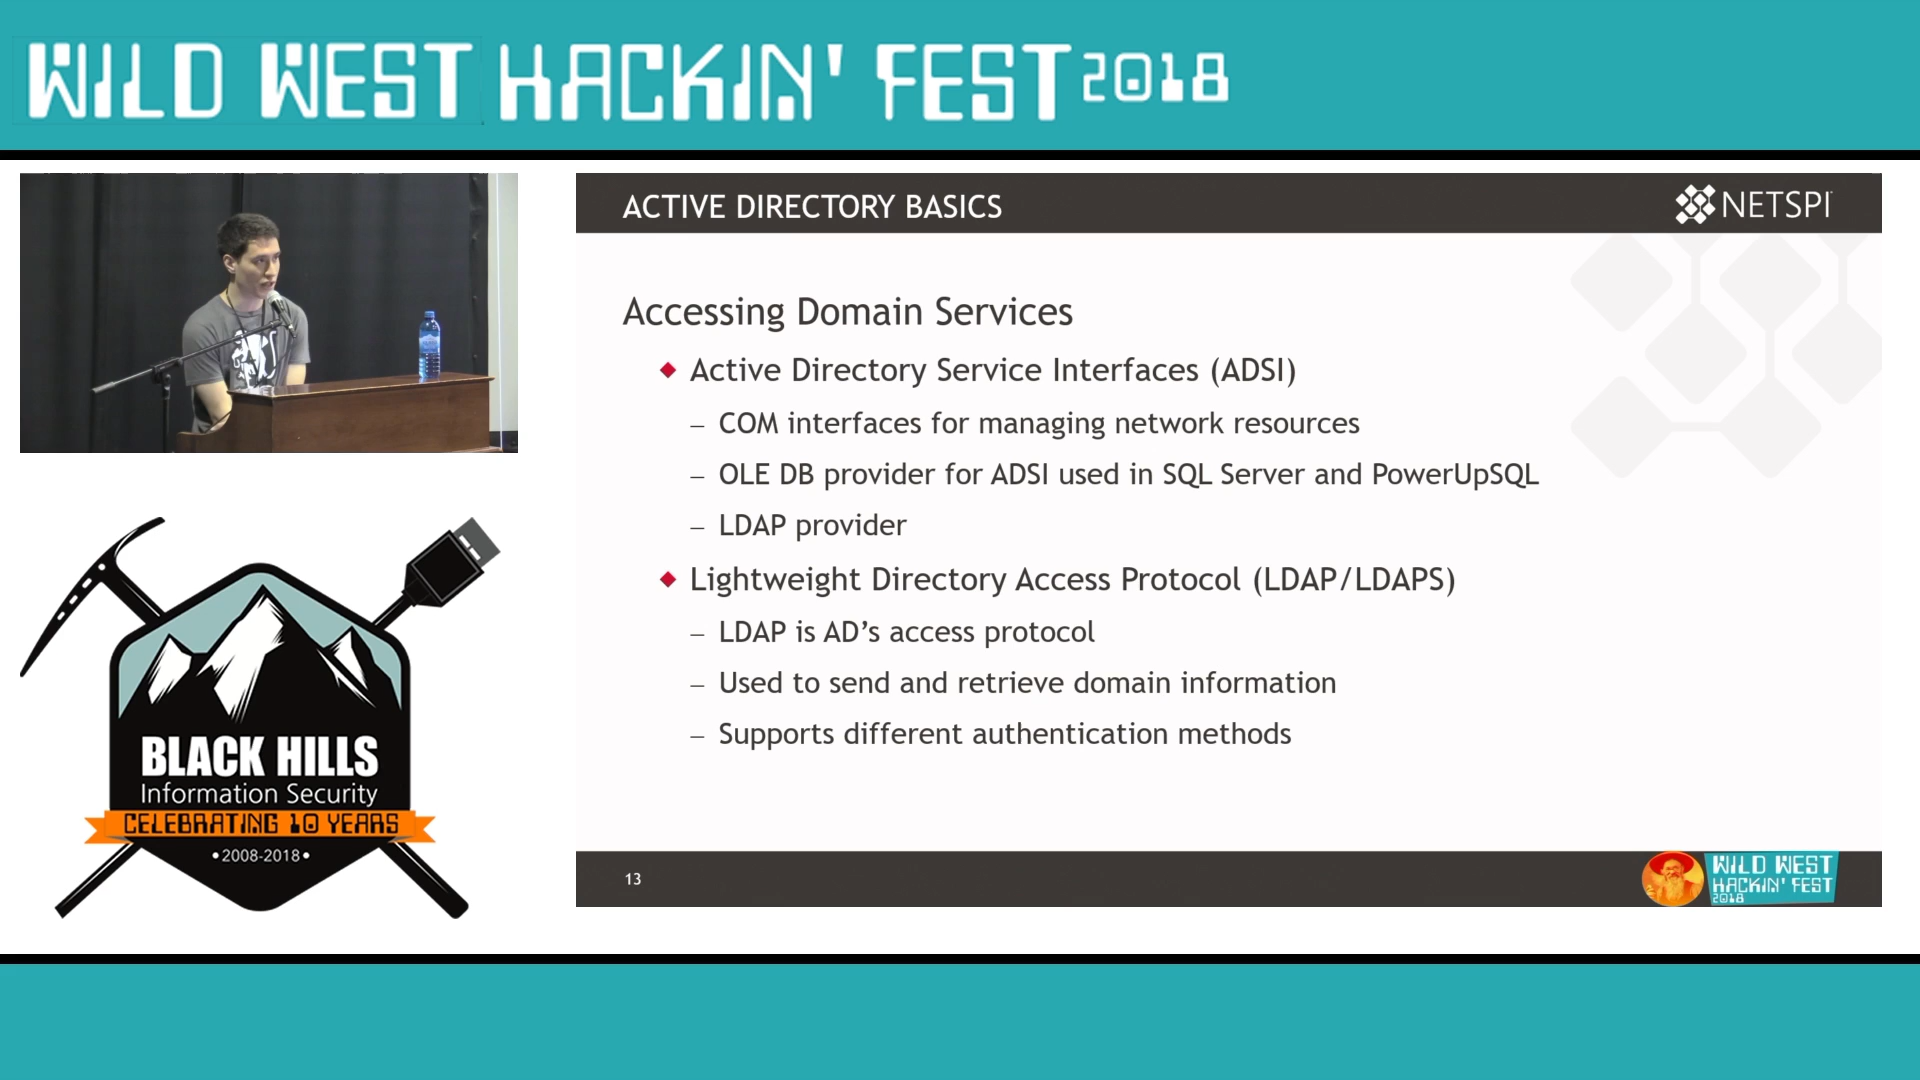 WILD WEST HACKIN' FEST 2018
ACTIVE DIRECTORY BASICS
NETSPI
Accessing Domain Services
Active Directory Service Interfaces (ADSI)
– COM interfaces for managing network resources
– OLE DB provider for ADSI used in SQL Server and PowerUpSQL
– LDAP provider
Lightweight Directory Access Protocol (LDAP/LDAPS)
– LDAP is AD’s access protocol
– Used to send and retrieve domain information
– Supports different authentication methods
13
WILD WEST
HACKIN' FEST
2018
BLACK HILLS
Information Security
CELEBRATING 10 YEARS
•2008-2018•